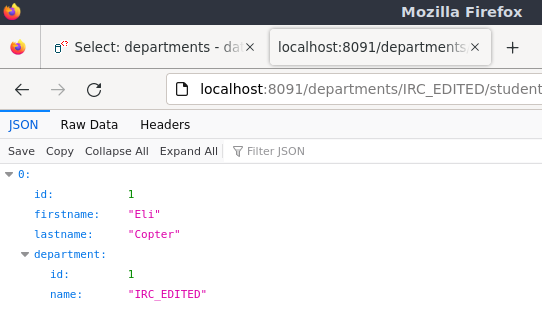 Mozilla Firefox
Select: departments - dat
localhost:8091/departments/
localhost:8091/departments/IRC_EDITED/student
JSON Raw Data Headers
Save Copy Collapse All Expand All Filter JSON
0:
id: 1
firstname: "Eli"
lastname: "Copter"
department:
id: 1
name: "IRC_EDITED"